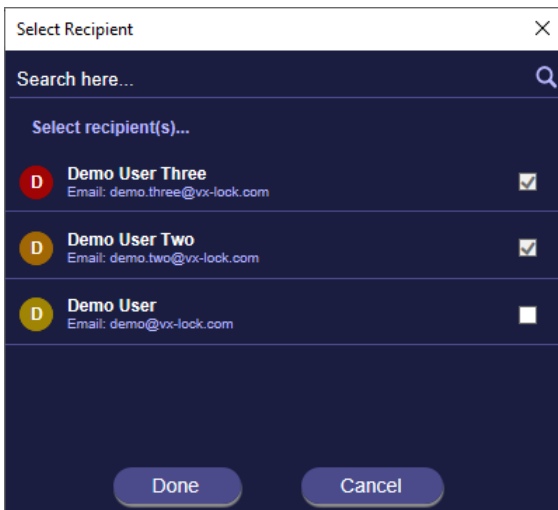 Select Recipient
Search here...
Select recipient(s)...
D
Demo User Three
Email: demo.three@vx-lock.com
D
Demo User Two
Email: demo.two@vx-lock.com
D
Demo User
Email: demo@vx-lock.com
Done
Cancel